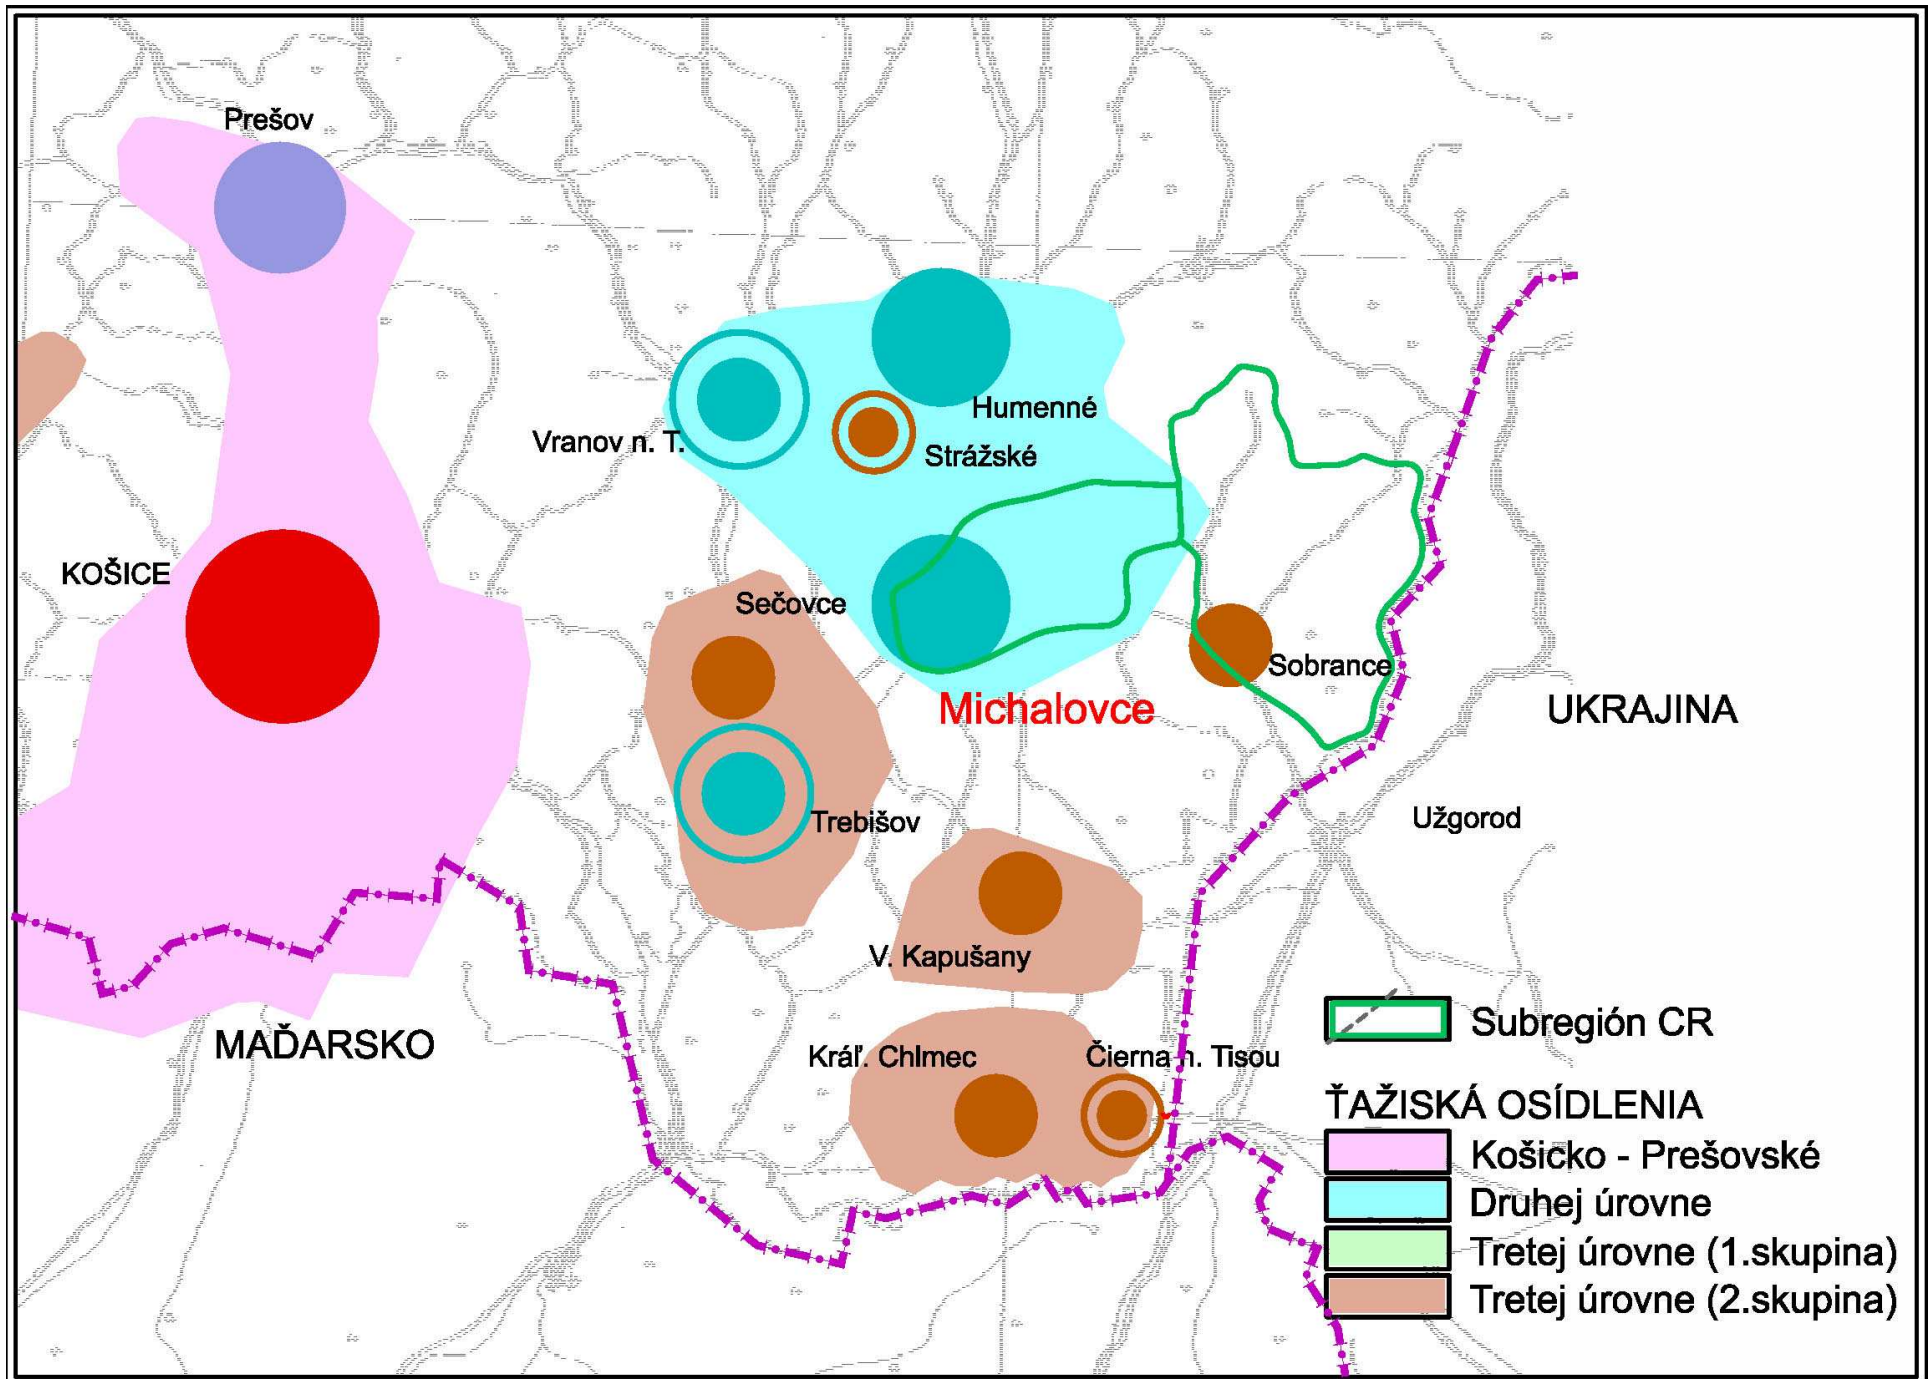 Prešov
Humenné
Vranov n. T.
Strážské
KOŠICE
Sečovce
Sobrance
Michalovce
UKRAJINA
Trebišov
Užgorod
V. Kapušany
MAĎARSKO
Kráľ. Chlmec
Čierna n. Tisou
Subregión CR
ŤAŽISKÁ OSÍDLENIA
Košičko - Prešovské
Druhej úrovne
Tretej úrovne (1.skupina)
Tretej úrovne (2.skupina)